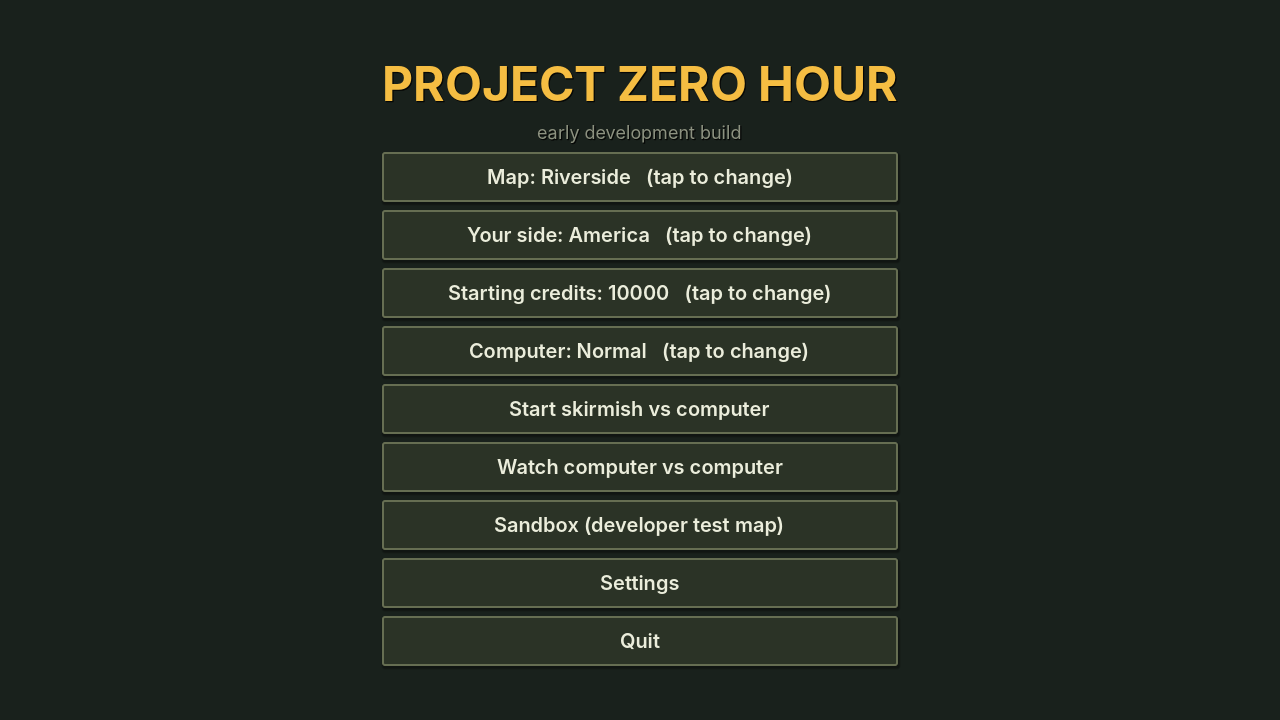 PROJECT ZERO HOUR
early development build
Map: Riverside (tap to change)
Your side: America (tap to change)
Starting credits: 10000 (tap to change)
Computer: Normal (tap to change)
Start skirmish vs computer
Watch computer vs computer
Sandbox (developer test map)
Settings
Quit